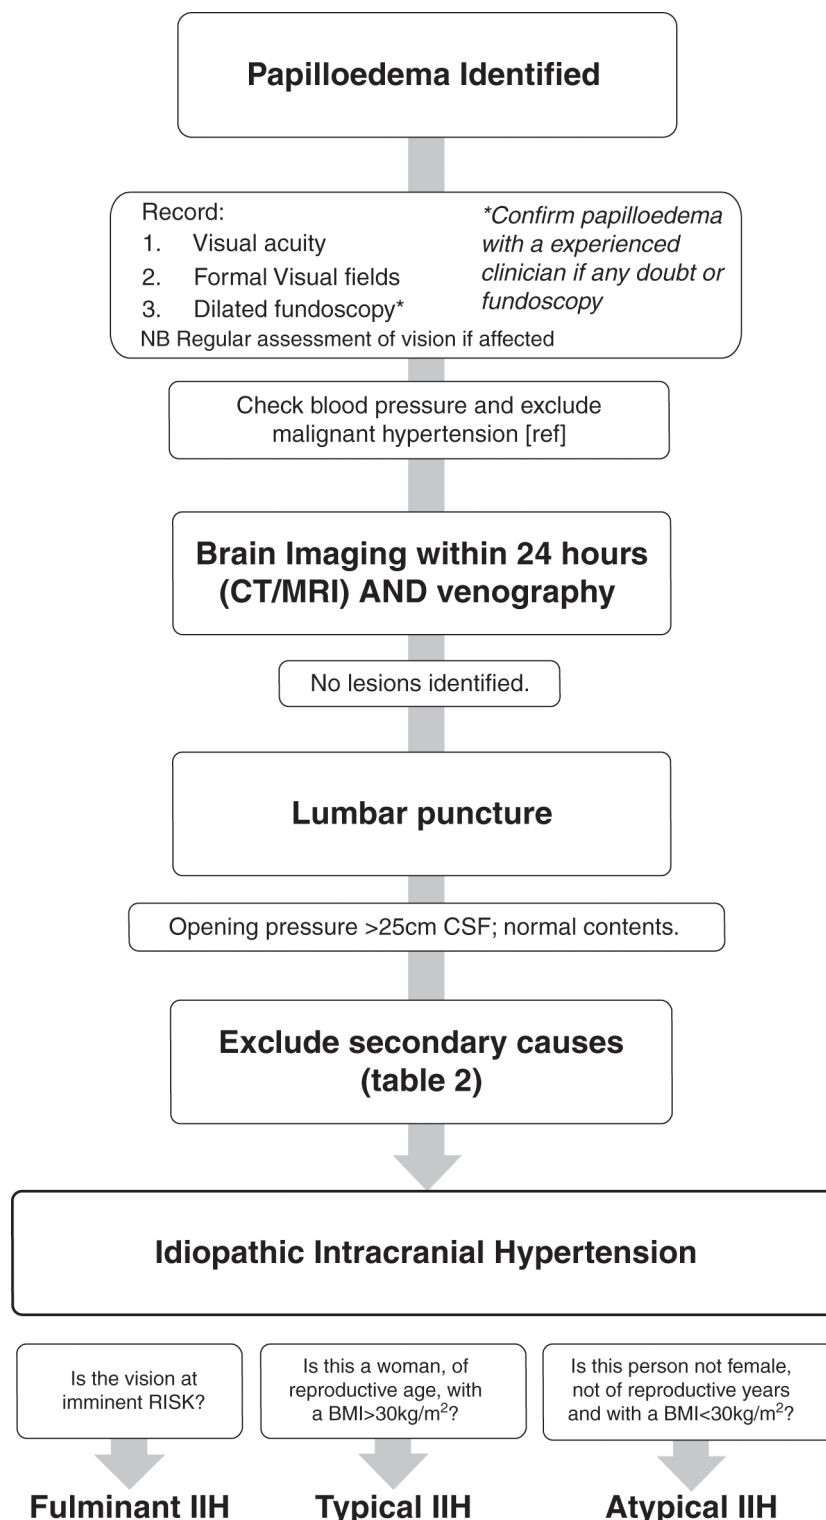 Papilloedema Identified
Record:
1. Visual acuity
2. Formal Visual fields
3. Dilated fundoscopy*
NB Regular assessment of vision if affected
*Confirm papilloedema
with a experienced
clinician if any doubt or
fundoscopy
Check blood pressure and exclude
malignant hypertension [ref]
Brain Imaging within 24 hours
(CT/MRI) AND venography
No lesions identified.
Lumbar puncture
Opening pressure >25cm CSF; normal contents.
Exclude secondary causes
(table 2)
Idiopathic Intracranial Hypertension
Is the vision at
imminent RISK?
Is this a woman, of
reproductive age, with
a BMI>30kg/m²?
Is this person not female,
not of reproductive years
and with a BMI<30kg/m²?
Fulminant IIH
Typical IIH
Atypical IIH